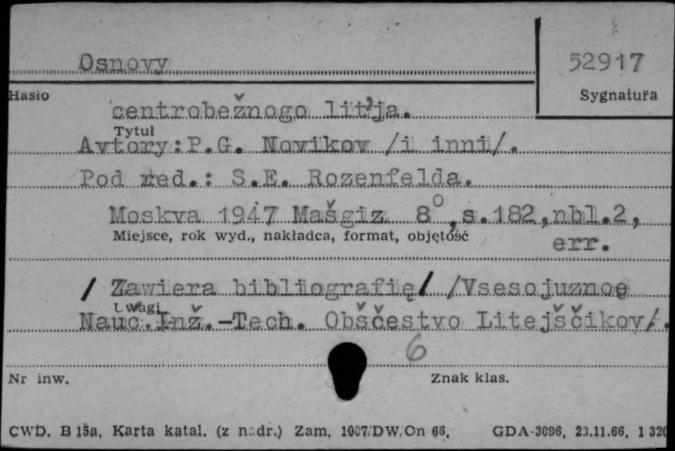 Osnovy
52917
Hasło
Sygnatura
centrobežnogo lit'ja.
Tytuł
Avtory:P.G. Novikov /i inni/.
Pod red.: S.E. Rozenfelda.
Moskva 1947 Mašgiz 8°,s.182,nbl.2,
Miejsce, rok wyd., nakładca, format, objętość
err.
/ Zawiera bibliografię/ /Vsesojuznoe
Uwagi
Nauč.Inž.-Tech. Obščestvo Litejščikov/.
6
Nr inw.
Znak klas.
CWD. B 15a. Karta katal. (z nadr.) Zam. 1007/DW/On 66. GDA-3096, 23.11.66, 1 320